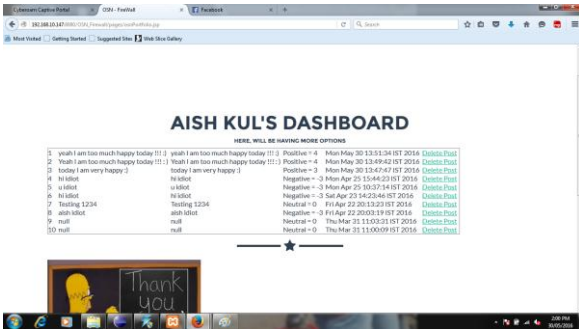 Cyberoam Captive Portal
OSN - FireWall
Facebook
192.168.10.147:8080/OSN_Firewall/pages/userPortfolio.jsp
Search
Most Visited Getting Started Suggested Sites Web Slice Gallery
AISH KUL'S DASHBOARD
HERE, WILL BE HAVING MORE OPTIONS
1 yeah I am too much happy today !!! :) yeah I am too much happy today !!! :) Positive = 4 Mon May 30 13:51:34 IST 2016 Delete Post
2 Yeah I am too much happy today !!! :) Yeah I am too much happy today !!! :) Positive = 4 Mon May 30 13:49:42 IST 2016 Delete Post
3 today I am very happy :) today I am very happy :) Positive = 3 Mon May 30 13:47:47 IST 2016 Delete Post
4 hi idiot hi idiot Negative = -3 Mon Apr 25 15:44:23 IST 2016 Delete Post
5 u idiot u idiot Negative = -3 Mon Apr 25 10:37:14 IST 2016 Delete Post
6 hi idiot hi idiot Negative = -3 Sat Apr 23 14:23:46 IST 2016 Delete Post
7 Testing 1234 Testing 1234 Neutral = 0 Fri Apr 22 20:13:23 IST 2016 Delete Post
8 aish idiot aish idiot Negative = -3 Fri Apr 22 20:03:19 IST 2016 Delete Post
9 null null Neutral = 0 Thu Mar 31 11:03:31 IST 2016 Delete Post
10 null null Neutral = 0 Thu Mar 31 11:00:09 IST 2016 Delete Post
Thank
you
2:00 PM
30/05/2016